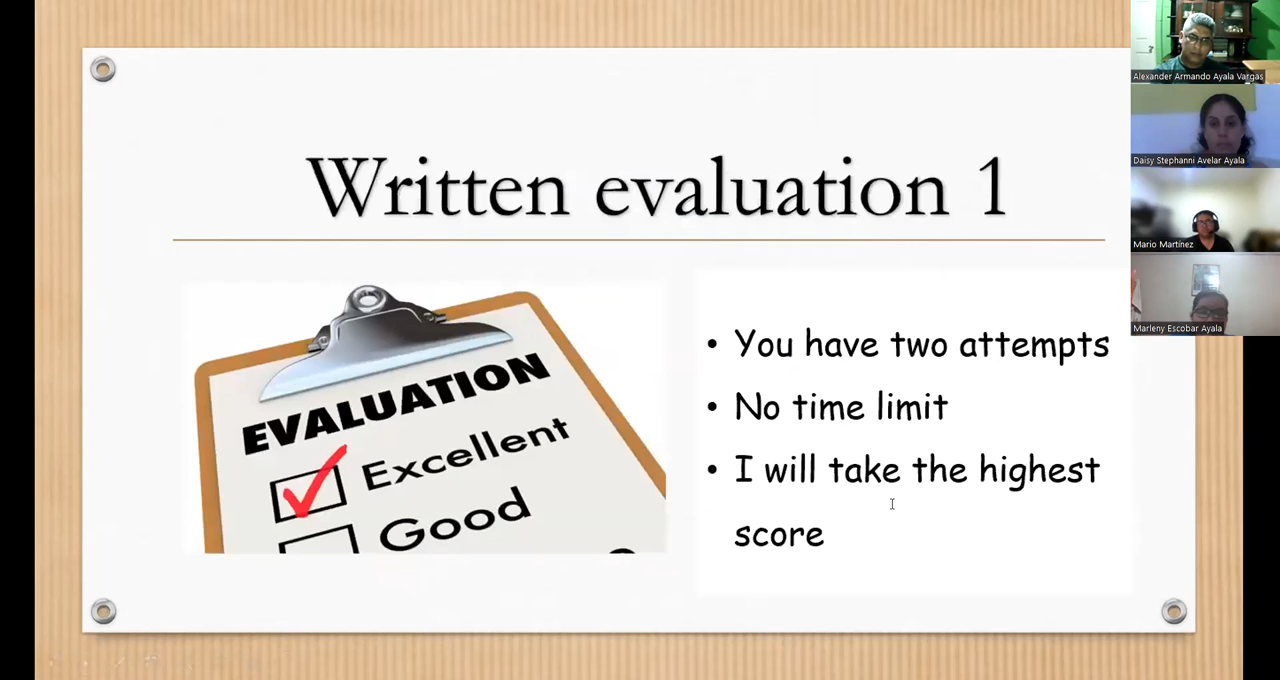 Written evaluation 1
EVALUATION
Excellent
Good
• You have two attempts
• No time limit
• I will take the highest
score
Alexander Armando Ayala Vargas
Daisy Stephanni Avelar Ayala
Mario Martínez
Marleny Escobar Ayala